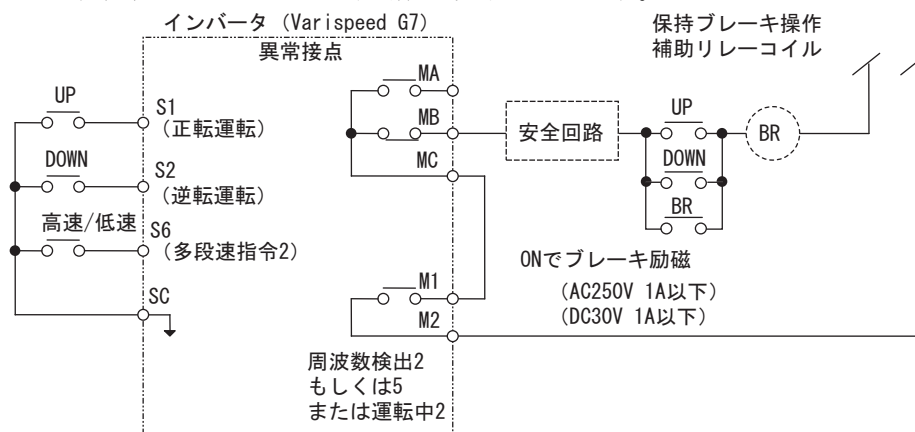 インバータ (Varispeed G7)
異常接点
保持ブレーキ操作
補助リレーコイル
UP
S1
(正転運転)
DOWN
S2
(逆転運転)
高速/低速
S6
(多段速指令2)
SC
MA
MB
MC
安全回路
UP
DOWN
BR
BR
ONでブレーキ励磁
(AC250V 1A以下)
(DC30V 1A以下)
M1
M2
周波数検出2
もしくは5
または運転中2